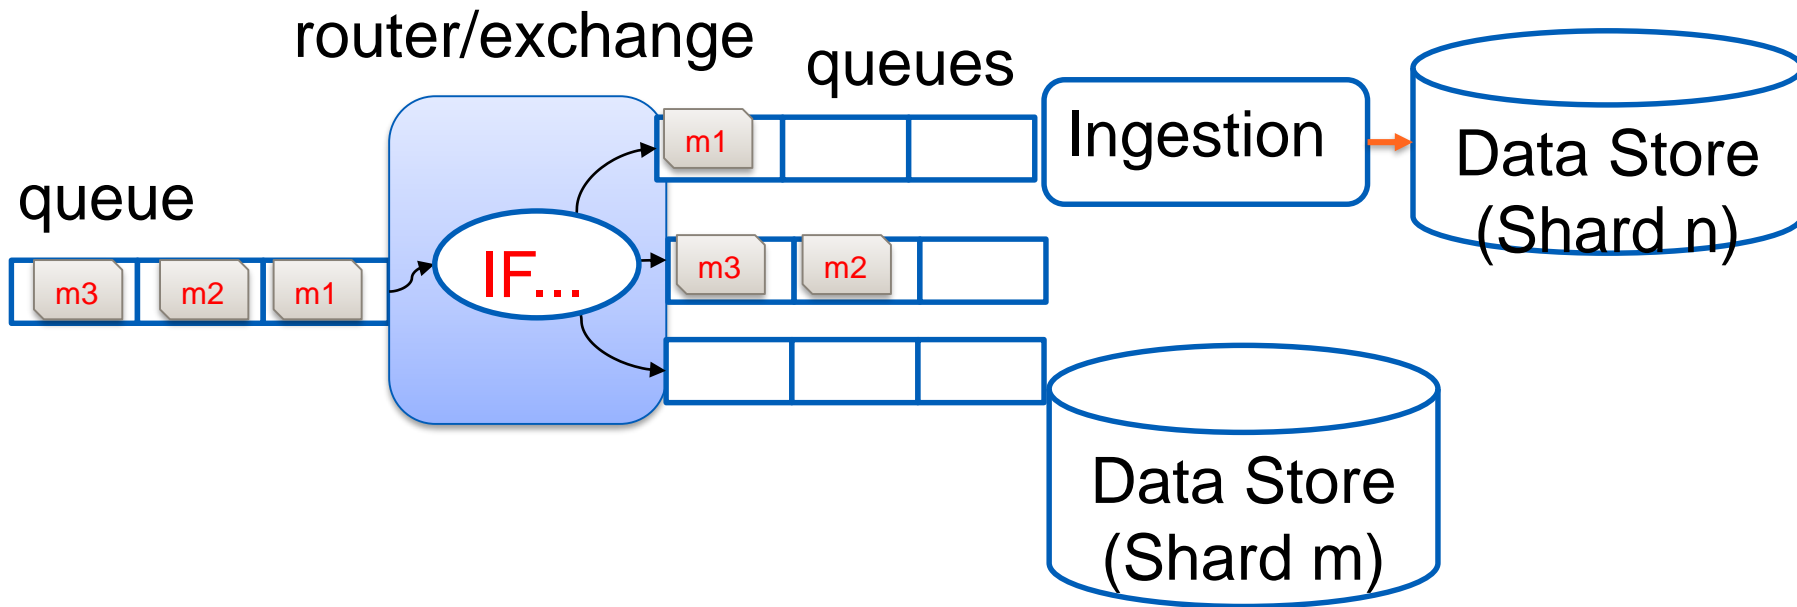 router/exchange
queues
queue
m3 m2 m1
IF...
m1
m3 m2
Ingestion
Data Store
(Shard n)
Data Store
(Shard m)